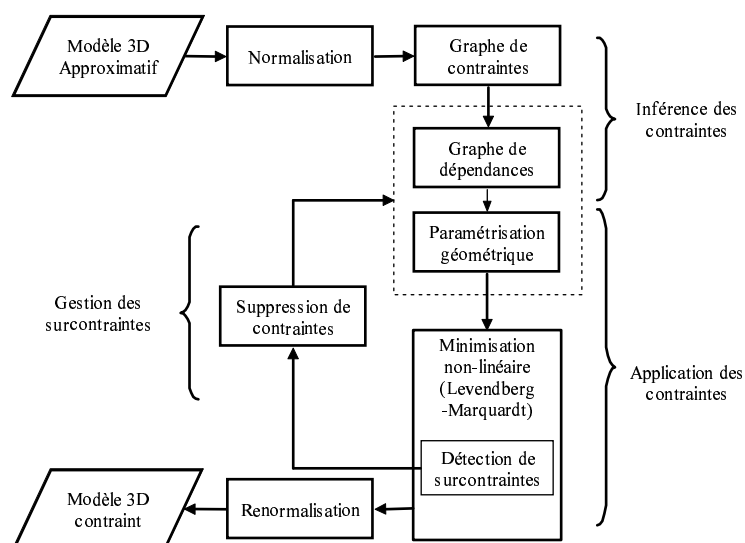 Modèle 3D
Approximatif
Normalisation
Graphe de
contraintes
Inférence des
contraintes
Graphe de
dépendances
Paramétrisation
géométrique
Gestion des
surcontraintes
Suppression de
contraintes
Minimisation
non-linéaire
(Levendberg
-Marquardt)
Application des
contraintes
Détection de
surcontraintes
Modèle 3D
contraint
Renormalisation